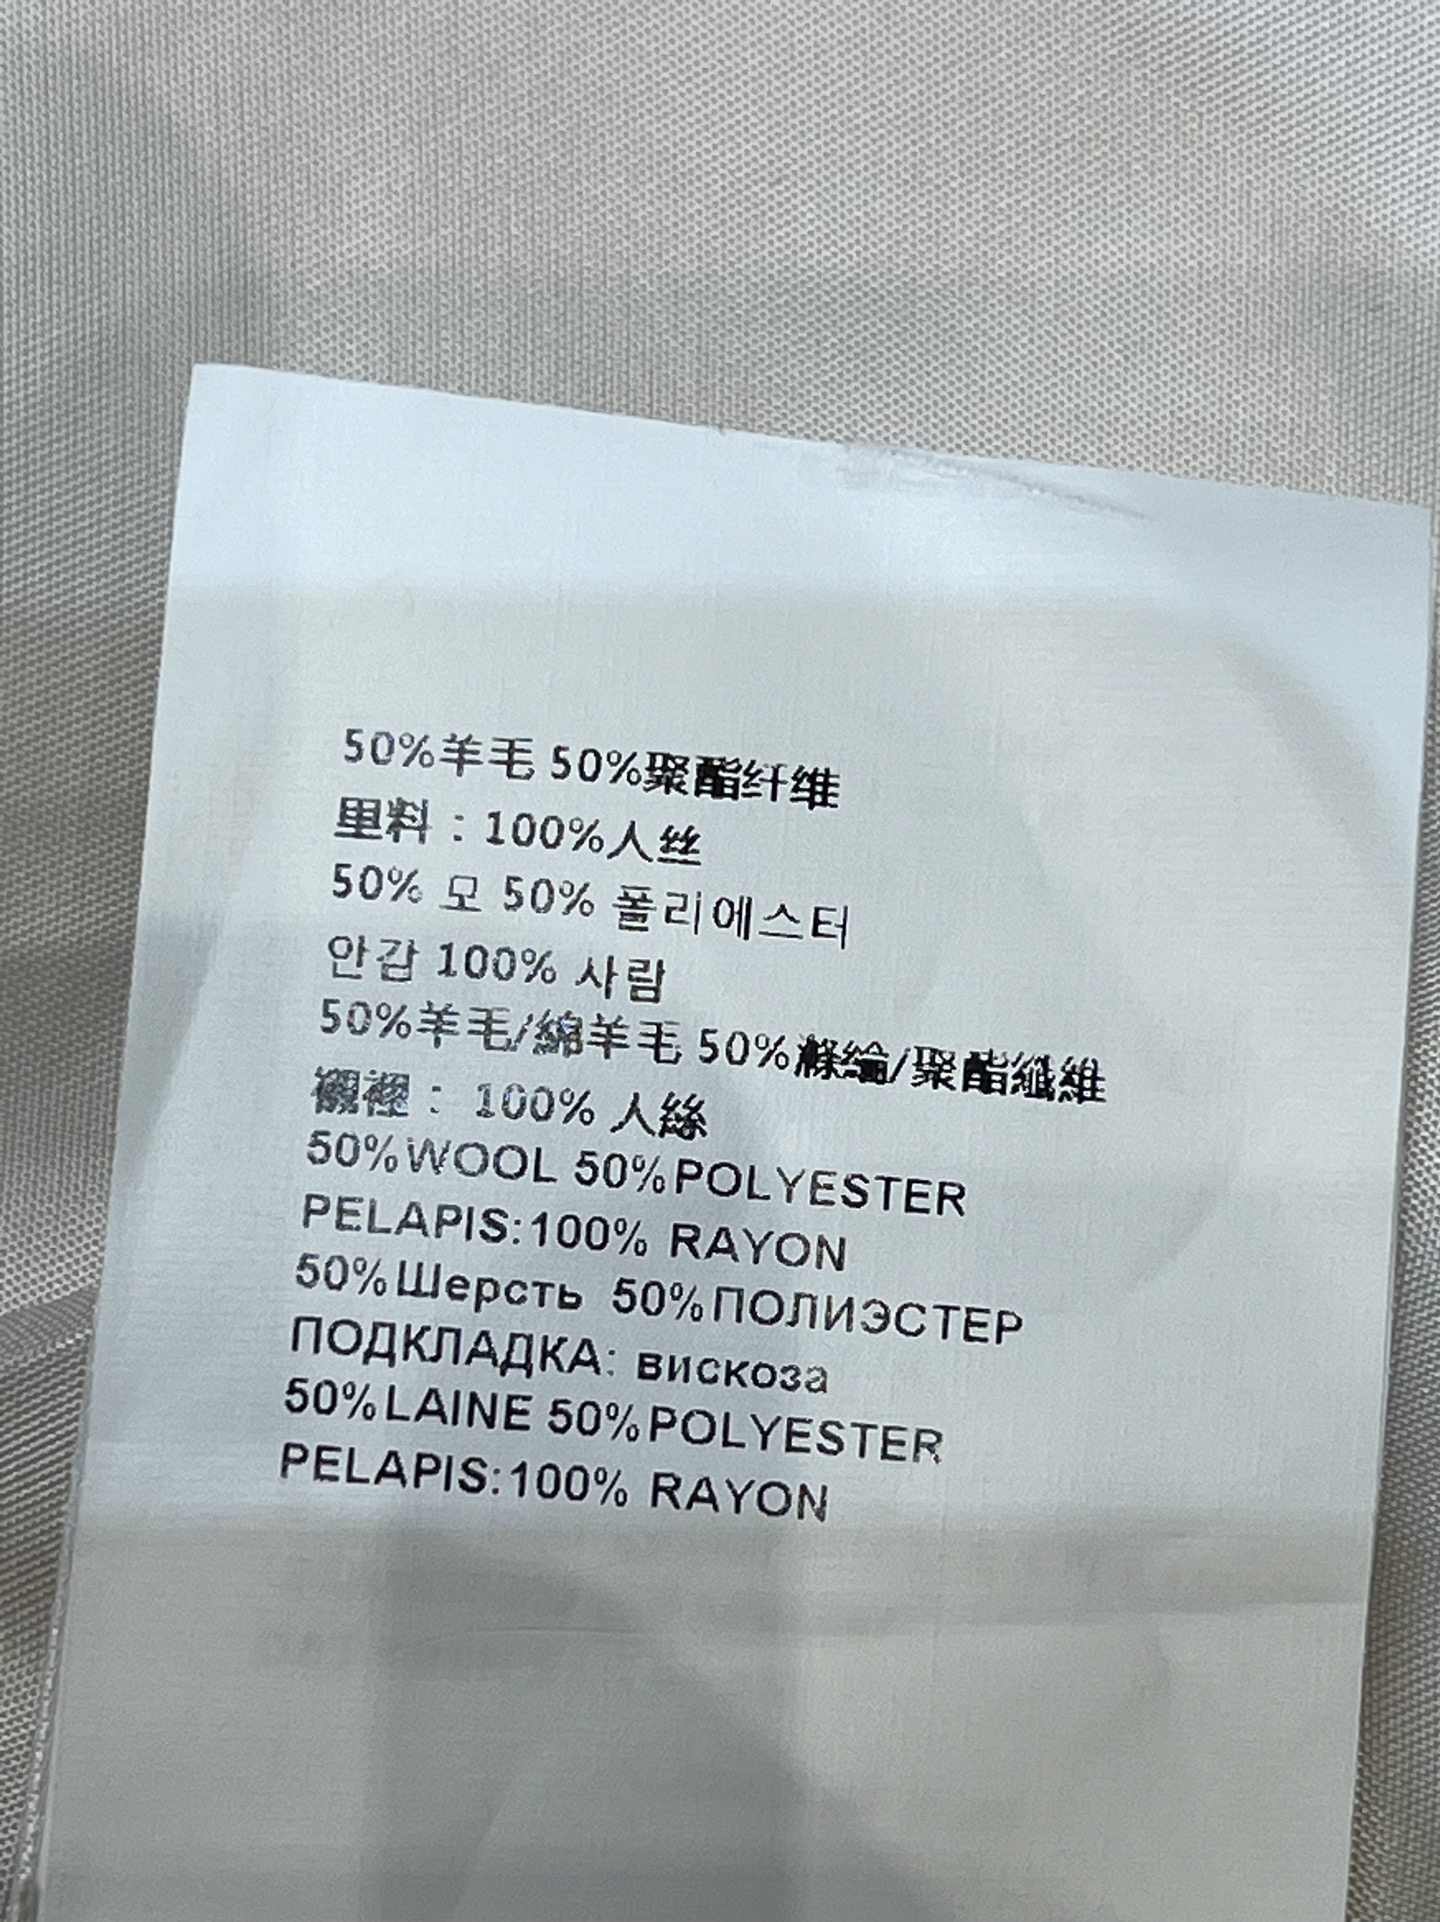 50%羊毛 50%聚酯纤维
里料：100%人丝
50% 모 50% 폴리에스터
안감 100% 사람
50%羊毛/綿羊毛 50%滌綸/聚酯纖維
襯裡： 100% 人絲
50%WOOL 50%POLYESTER
PELAPIS:100% RAYON
50%Шерсть 50%ПОЛИЭСТЕР
ПОДКЛАДКА: вискоза
50%LAINE 50%POLYESTER
PELAPIS:100% RAYON